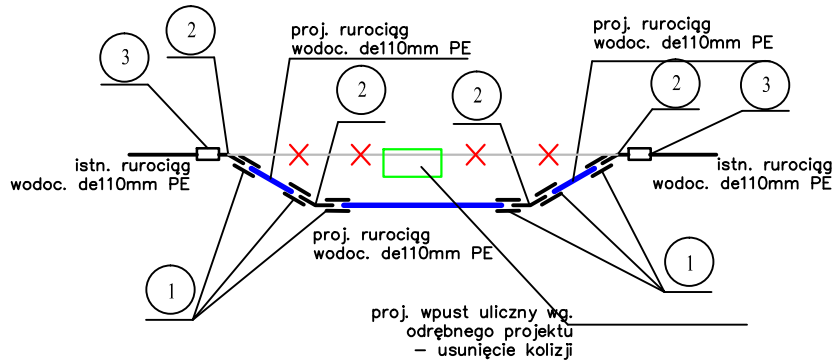 2
proj. rurociąg
wodoc. de110mm PE
proj. rurociąg
wodoc. de110mm PE
3
2
2
2
3
istn. rurociąg
wodoc. de110mm PE
istn. rurociąg
wodoc. de110mm PE
proj. rurociąg
wodoc. de110mm PE
1
1
proj. wpust uliczny wg.
odrębnego projektu
– usunięcie kolizji